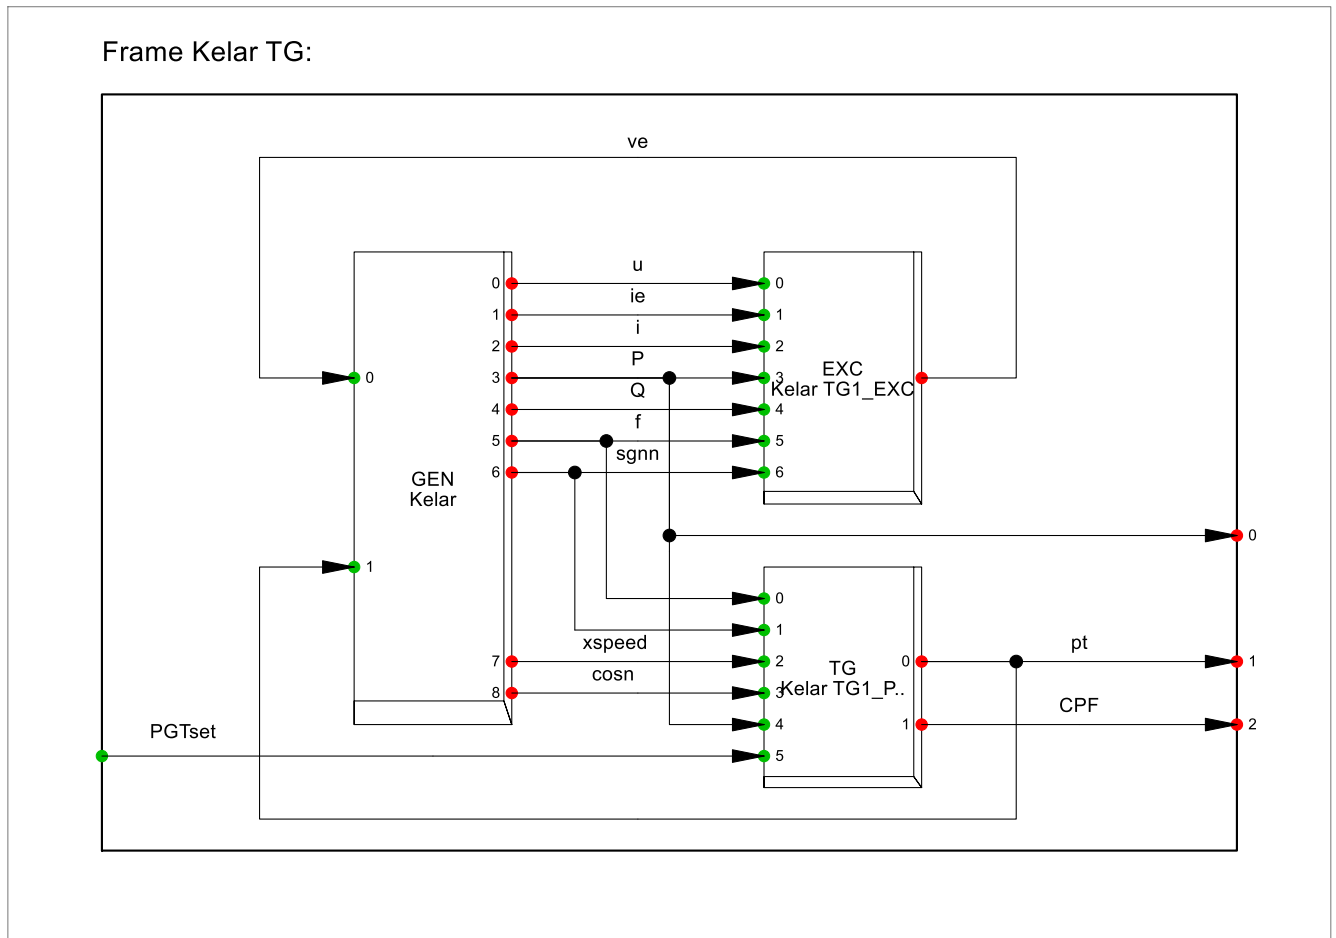 Frame Kelar TG:
ve
u
0
0
ie
1
1
i
2
2
P
3
3
EXC
Kelar TG1_EXC
0
Q
4
4
f
5
5
sgnn
6
6
GEN
Kelar
0
1
0
1
xspeed
7
2
0
pt
1
cosn
8
3
TG
Kelar TG1_P..
4
1
CPF
2
PGTset
5